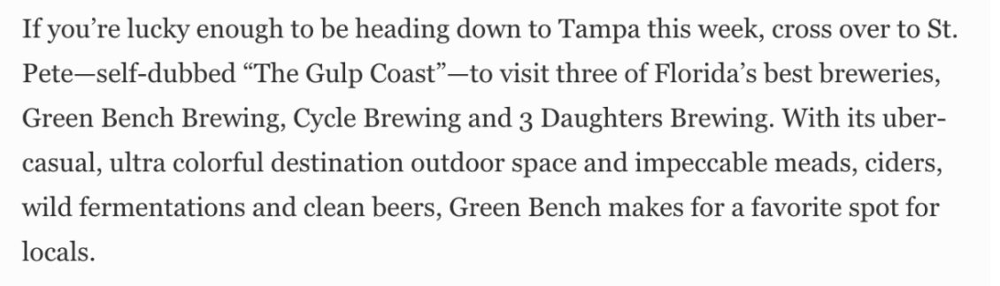 If you’re lucky enough to be heading down to Tampa this week, cross over to St.
Pete—self-dubbed “The Gulp Coast”—to visit three of Florida’s best breweries,
Green Bench Brewing, Cycle Brewing and 3 Daughters Brewing. With its uber-
casual, ultra colorful destination outdoor space and impeccable meads, ciders,
wild fermentations and clean beers, Green Bench makes for a favorite spot for
locals.